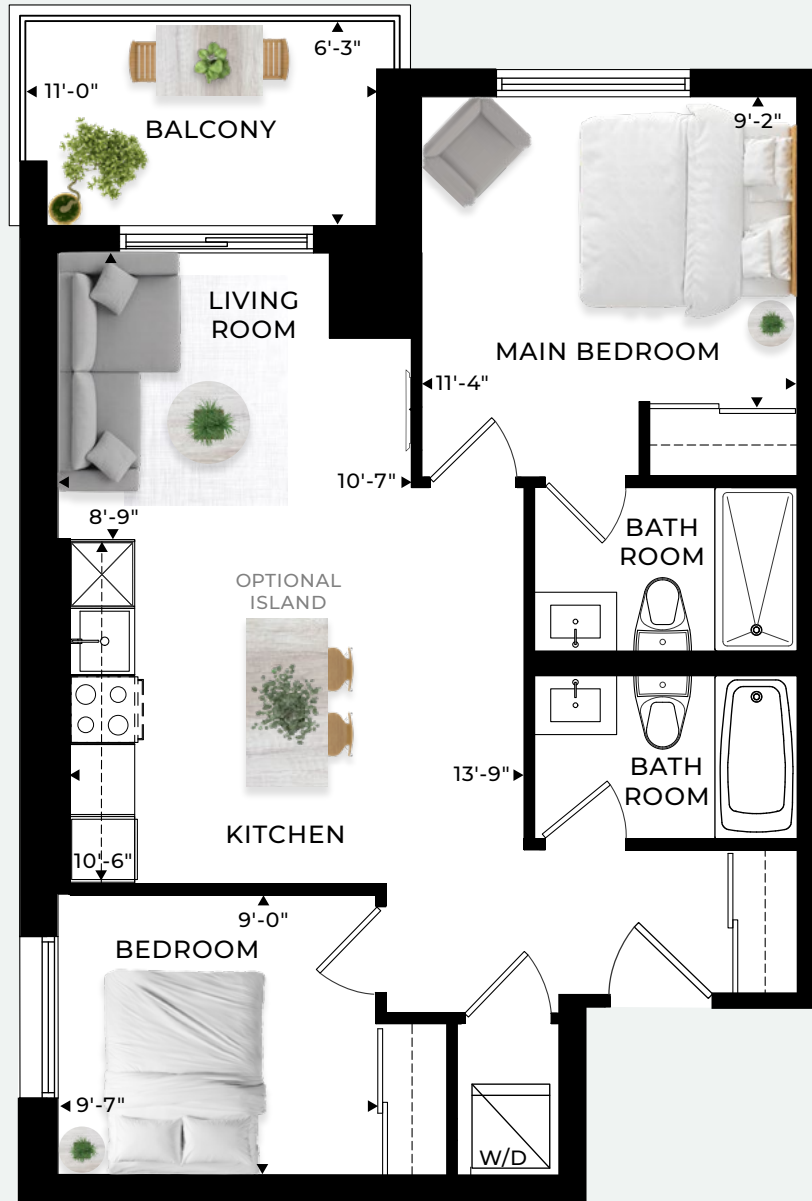 6'-3"
11'-0"
BALCONY
9'-2"
LIVING
ROOM
MAIN BEDROOM
11'-4"
10'-7"
8'-9"
BATH
ROOM
OPTIONAL
ISLAND
13'-9"
BATH
ROOM
KITCHEN
10'-6"
9'-0"
BEDROOM
9'-7"
W/D